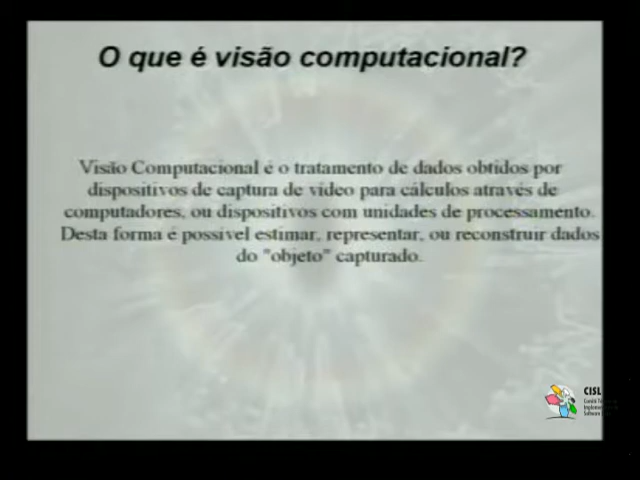 O que é visão computacional?
Visão Computacional é o tratamento de dados obtidos por
dispositivos de captura de vídeo para cálculos através de
computadores, ou dispositivos com unidades de processamento.
Desta forma é possível estimar, representar, ou reconstruir dados
do "objeto" capturado.
CISL
Comitê
Software